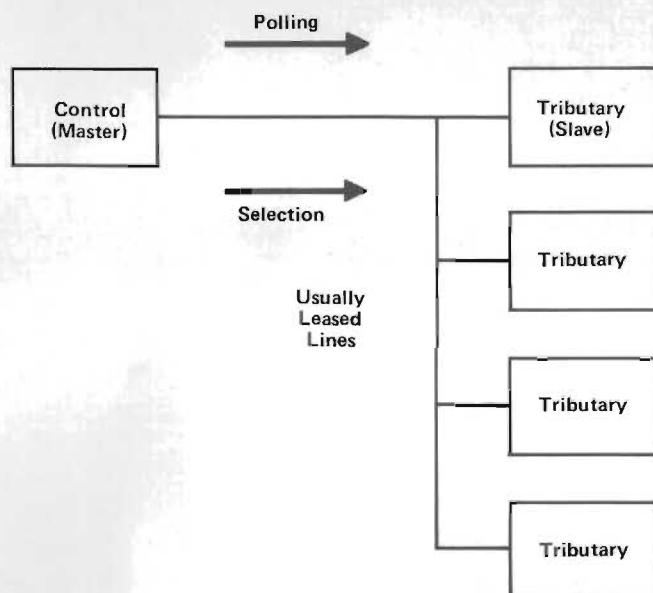 Polling
Control
(Master)
Tributary
(Slave)
Selection
Tributary
Usually
Leased
Lines
Tributary
Tributary